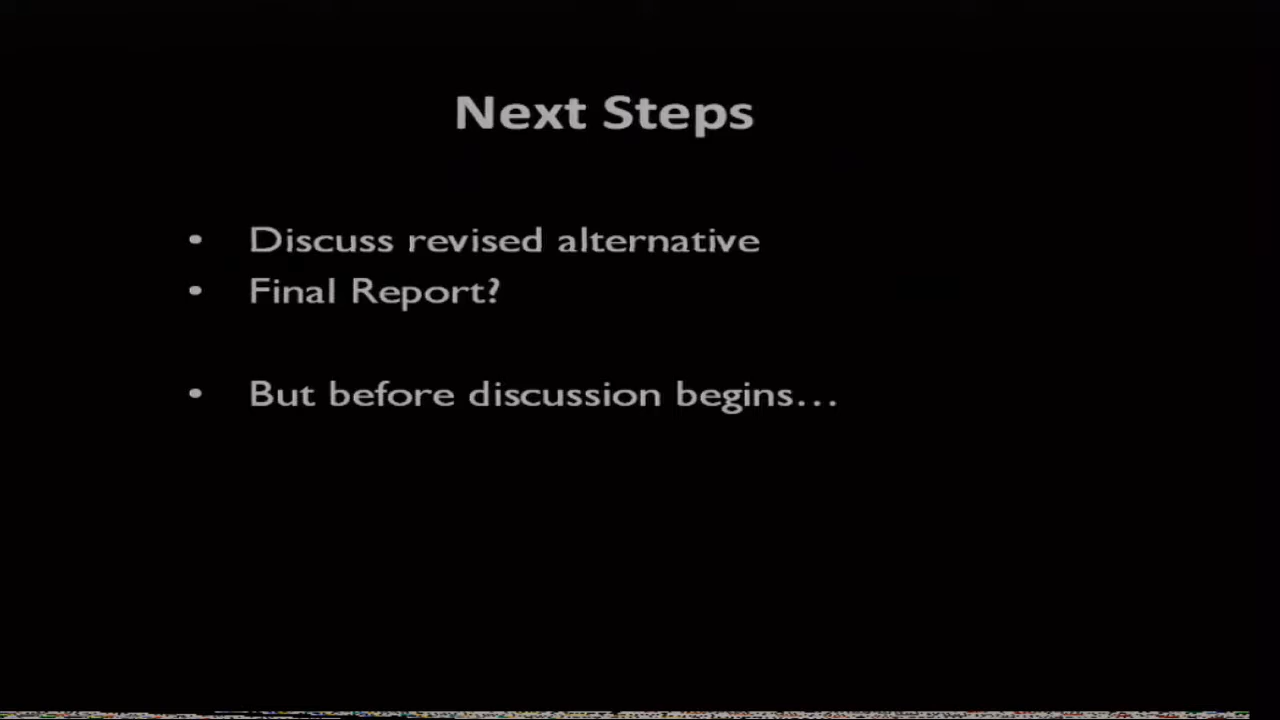 Next Steps
• Discuss revised alternative
• Final Report?
• But before discussion begins…